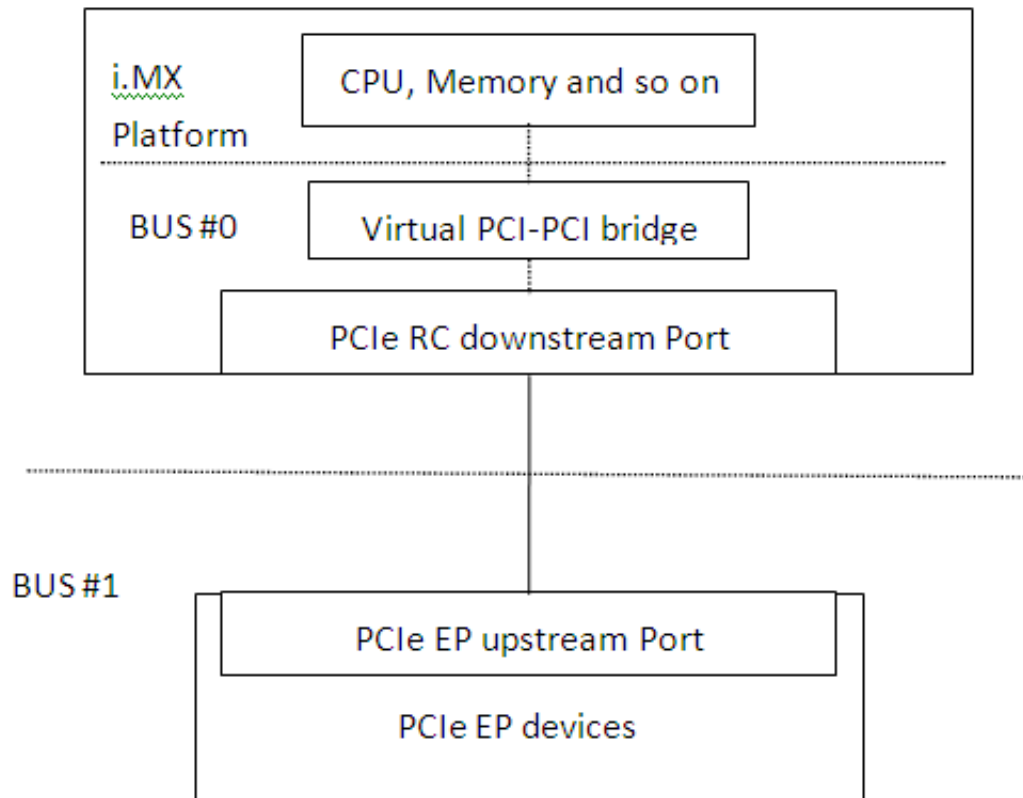 i.MX
Platform
CPU, Memory and so on
BUS #0
Virtual PCI-PCI bridge
PCIe RC downstream Port
BUS #1
PCIe EP upstream Port
PCIe EP devices